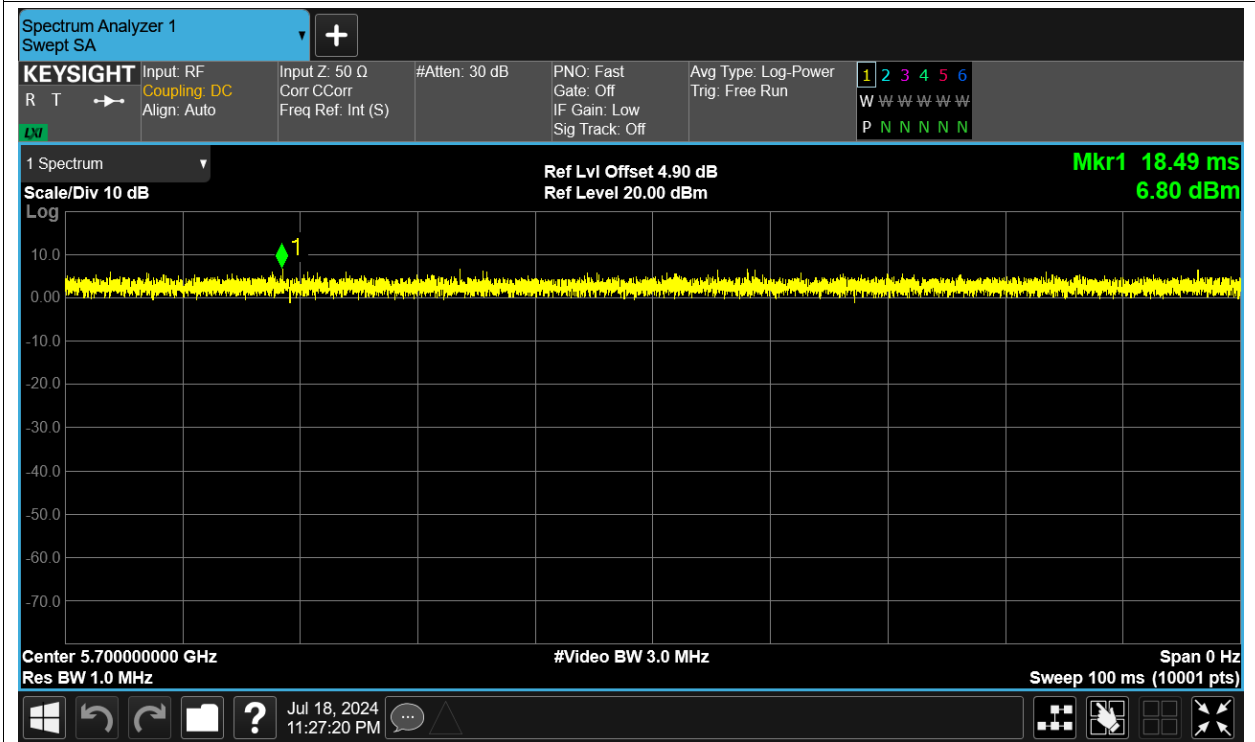 Spectrum Analyzer 1
Swept SA
KEYSIGHT
R T
LXI
Input: RF
Coupling: DC
Align: Auto
Input Z: 50 Ω
Corr CCorr
Freq Ref: Int (S)
#Atten: 30 dB
PNO: Fast
Gate: Off
IF Gain: Low
Sig Track: Off
Avg Type: Log-Power
Trig: Free Run
1 2 3 4 5 6
W W W W W W
P N N N N N
1 Spectrum
Scale/Div 10 dB
Log
Ref Lvl Offset 4.90 dB
Ref Level 20.00 dBm
Mkr1 18.49 ms
6.80 dBm
1
10.0
0.00
-10.0
-20.0
-30.0
-40.0
-50.0
-60.0
-70.0
Center 5.700000000 GHz
Res BW 1.0 MHz
#Video BW 3.0 MHz
Span 0 Hz
Sweep 100 ms (10001 pts)
?
Jul 18, 2024
11:27:20 PM